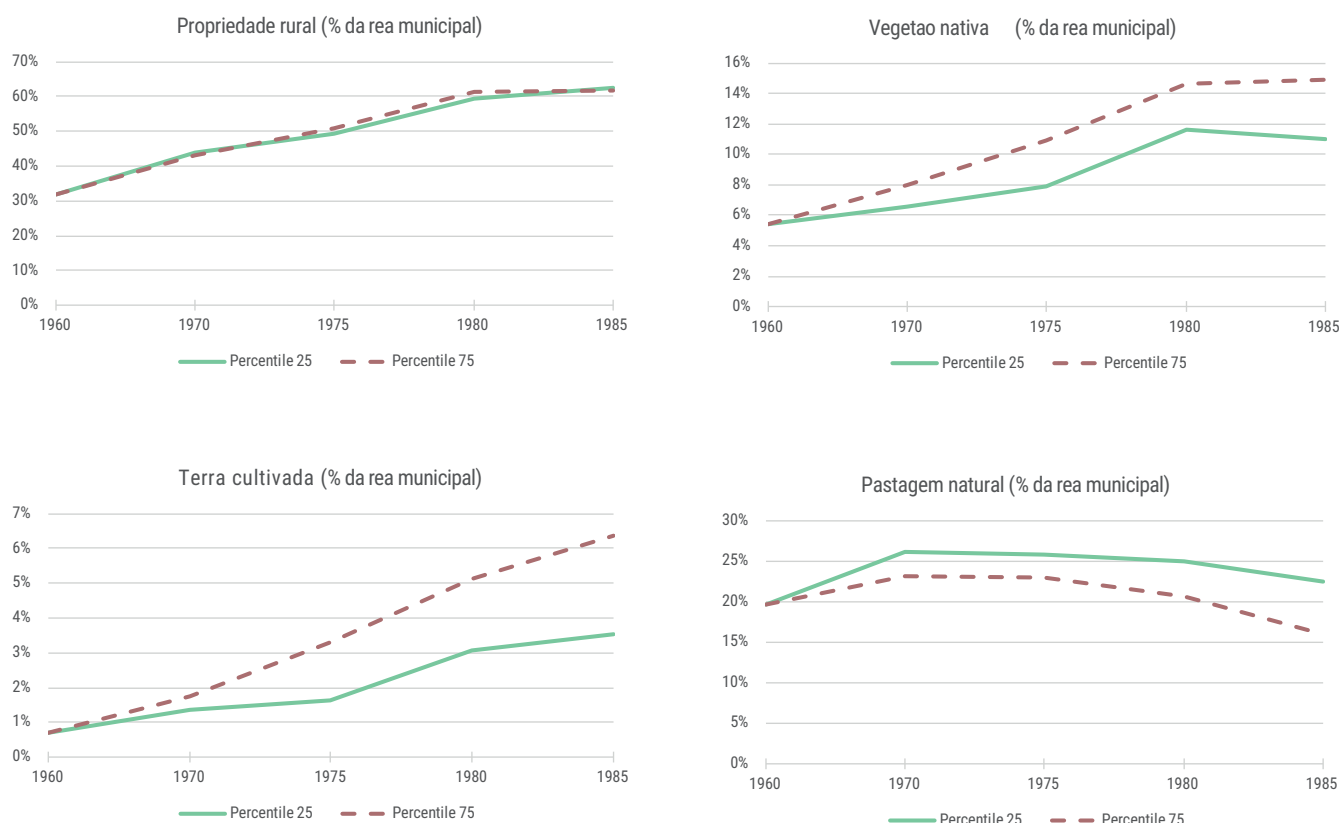 Propriedade rural (% da rea municipal)
70%
60%
50%
40%
30%
20%
10%
0%
1960 1970 1975 1980 1985
Percentile 25 Percentile 75
Vegetao nativa (% da rea municipal)
16%
14%
12%
10%
8%
6%
4%
2%
0%
1960 1970 1975 1980 1985
Percentile 25 Percentile 75
Terra cultivada (% da rea municipal)
7%
6%
5%
4%
3%
2%
1%
0%
1960 1970 1975 1980 1985
Percentile 25 Percentile 75
Pastagem natural (% da rea municipal)
30%
25%
20%
15%
10%
5%
0%
1960 1970 1975 1980 1985
Percentile 25 Percentile 75